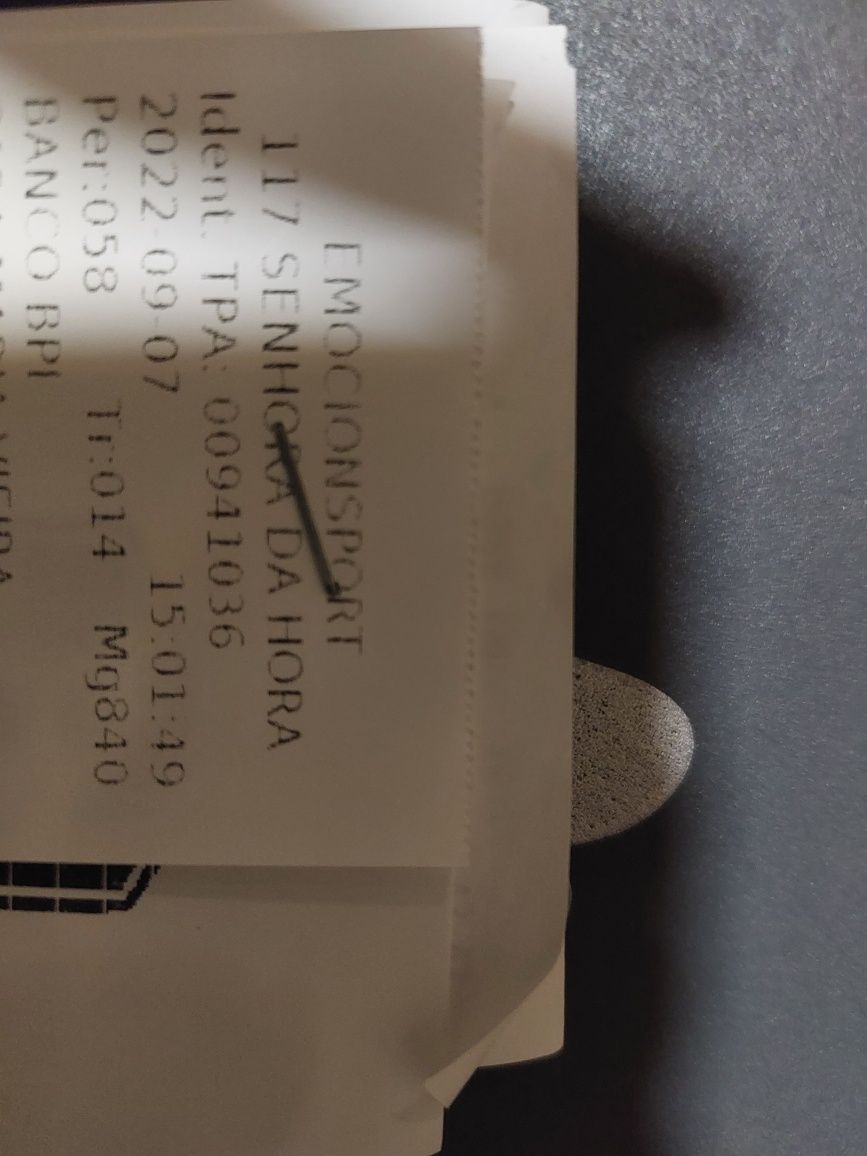 EMOCIONSPORT
117 SENHORA DA HORA
Ident. TPA: 00941036
2022-09-07 15:01:49
Per:058 Tr:014 Mg840
BANCO BPI